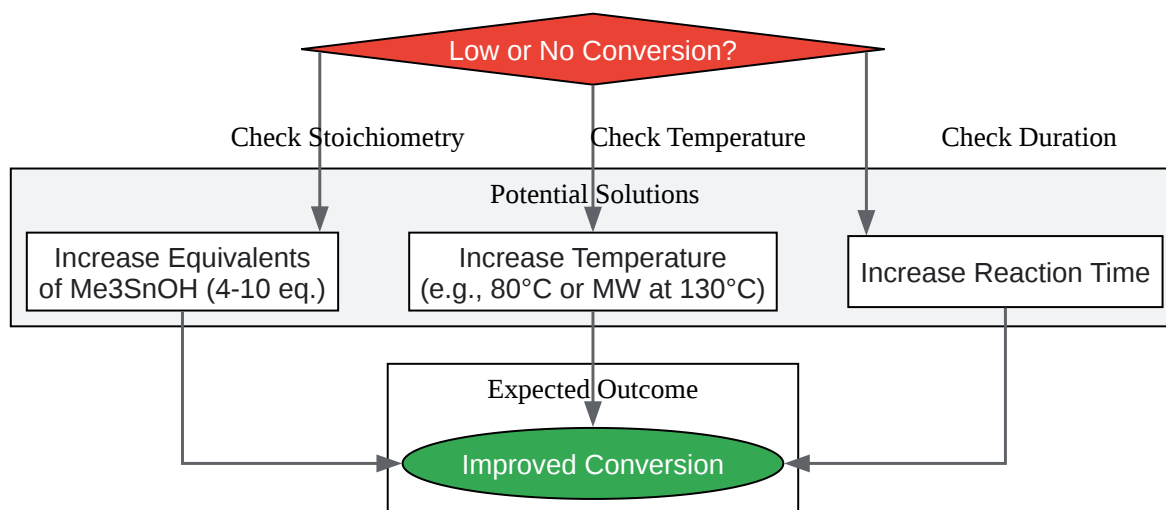 Low or No Conversion?
Check Stoichiometry
Check Temperature
Check Duration
Potential Solutions
Increase Equivalents
of Me3SnOH (4-10 eq.)
Increase Temperature
(e.g., 80°C or MW at 130°C)
Increase Reaction Time
Expected Outcome
Improved Conversion